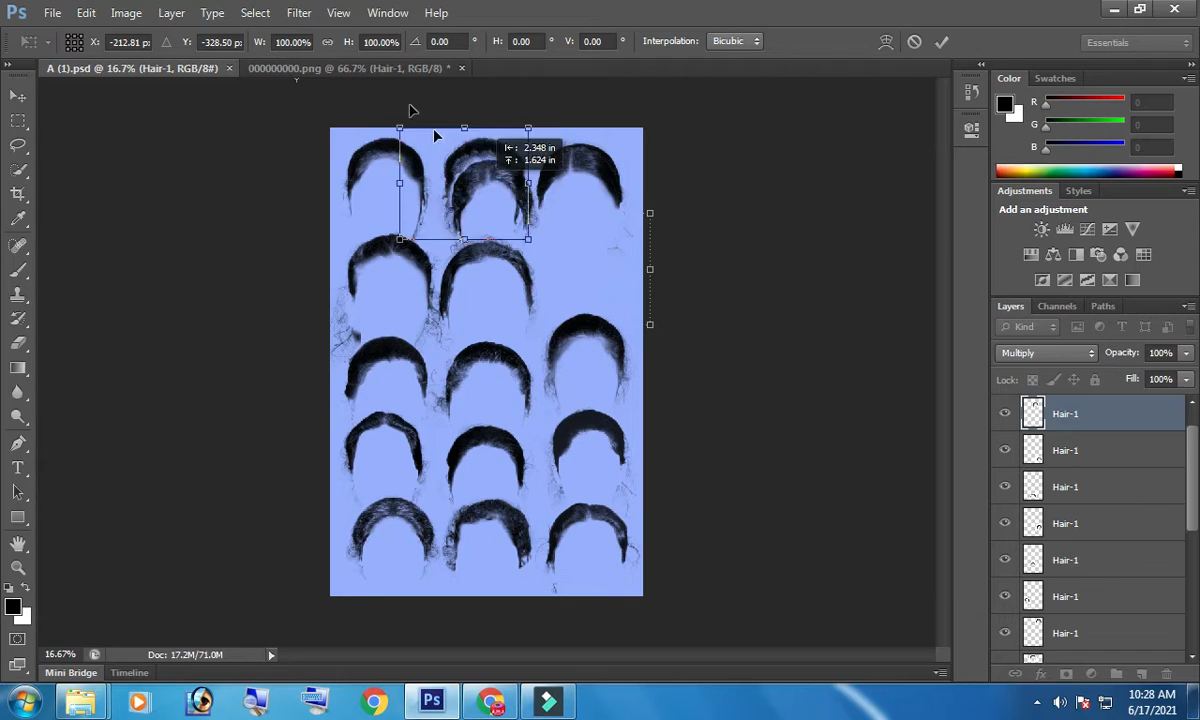 Ps File Edit Image Layer Type Select Filter View Window Help
X: -212.81 px Y: -328.50 px W: 100.00% H: 100.00% 0.00 ° H: 0.00 ° V: 0.00 ° Interpolation: Bicubic Essentials
A (1).psd @ 16.7% (Hair-1, RGB/8#) × 000000000.png @ 66.7% (Hair-1, RGB/8) * ×
Color Swatches
R 0
G 0
B 0
2.348 in
1.624 in
Adjustments Styles
Add an adjustment
Layers Channels Paths
Kind
Multiply Opacity: 100%
Lock: Fill: 100%
Hair-1
Hair-1
Hair-1
Hair-1
Hair-1
Hair-1
Hair-1
16.67% Doc: 17.2M/71.0M
Mini Bridge Timeline
Ps
10:28 AM
6/17/2021